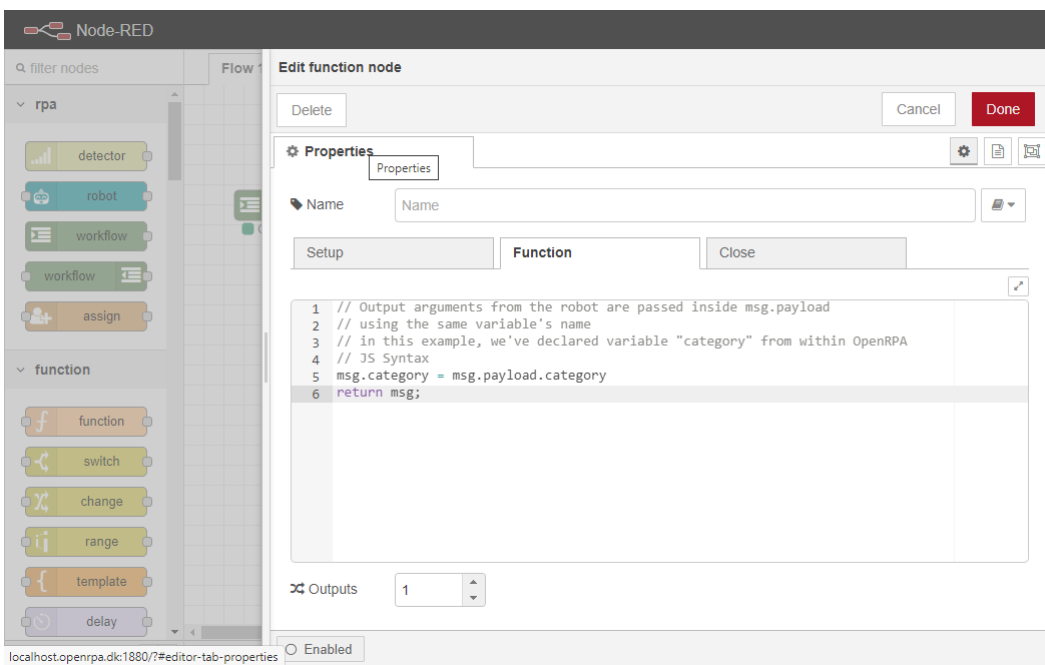 Node-RED
filter nodes
Flow 1
Edit function node
rpa
Delete
Cancel
Done
detector
Properties
Properties
robot
Name
Name
workflow
Setup
Function
Close
workflow
assign
1 // Output arguments from the robot are passed inside msg.payload
2 // using the same variable's name
3 // in this example, we've declared variable "category" from within OpenRPA
4 // JS Syntax
5 msg.category = msg.payload.category
6 return msg;
function
function
switch
change
range
template
Outputs
1
delay
Enabled
localhost.openrpa.dk:1880/?#editor-tab-properties